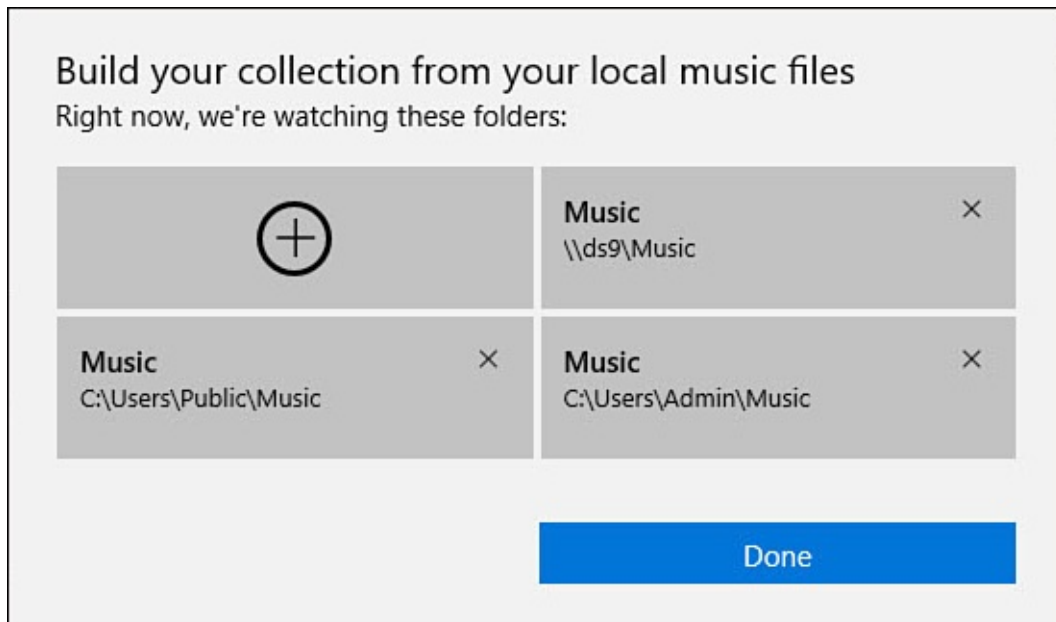 Build your collection from your local music files
Right now, we're watching these folders:
Music
\\ds9\Music
Music
C:\Users\Public\Music
Music
C:\Users\Admin\Music
Done